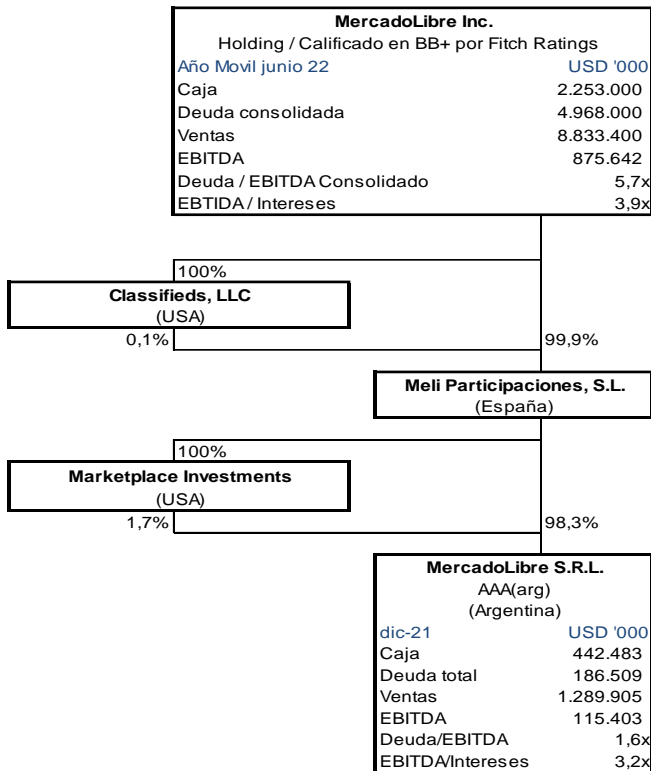 MercadoLibre Inc.
Holding / Calificado en BB+ por Fitch Ratings
Año Movil junio 22 USD '000
Caja 2.253.000
Deuda consolidada 4.968.000
Ventas 8.833.400
EBITDA 875.642
Deuda / EBITDA Consolidado 5,7x
EBTIDA / Intereses 3,9x
100%
Classifieds, LLC
(USA)
0,1% 99,9%
Meli Participaciones, S.L.
(España)
100%
Marketplace Investments
(USA)
1,7% 98,3%
MercadoLibre S.R.L.
AAA(arg)
(Argentina)
dic-21 USD '000
Caja 442.483
Deuda total 186.509
Ventas 1.289.905
EBITDA 115.403
Deuda/EBITDA 1,6x
EBITDA/Intereses 3,2x